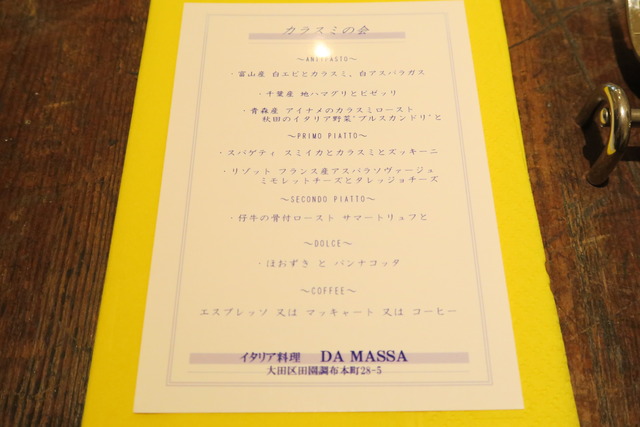 カラスミの会
～ANTIPASTO～
・富山産 白エビとカラスミ、白アスパラガス
・千葉産 地ハマグリとピゼッリ
・青森産 アイナメのカラスミロースト
秋田のイタリア野菜'ブルスカンドリ'と
～PRIMO PIATTO～
・スパゲティ スミイカとカラスミとズッキーニ
・リゾット フランス産アスパラソヴァージュ
ミモレットチーズとタレッジョチーズ
～SECONDO PIATTO～
・仔牛の骨付ロースト サマートリュフと
～DOLCE～
・ほおずき と パンナコッタ
～COFFEE～
エスプレッソ 又は マッキャート 又は コーヒー
イタリア料理 DA MASSA
大田区田園調布本町28-5